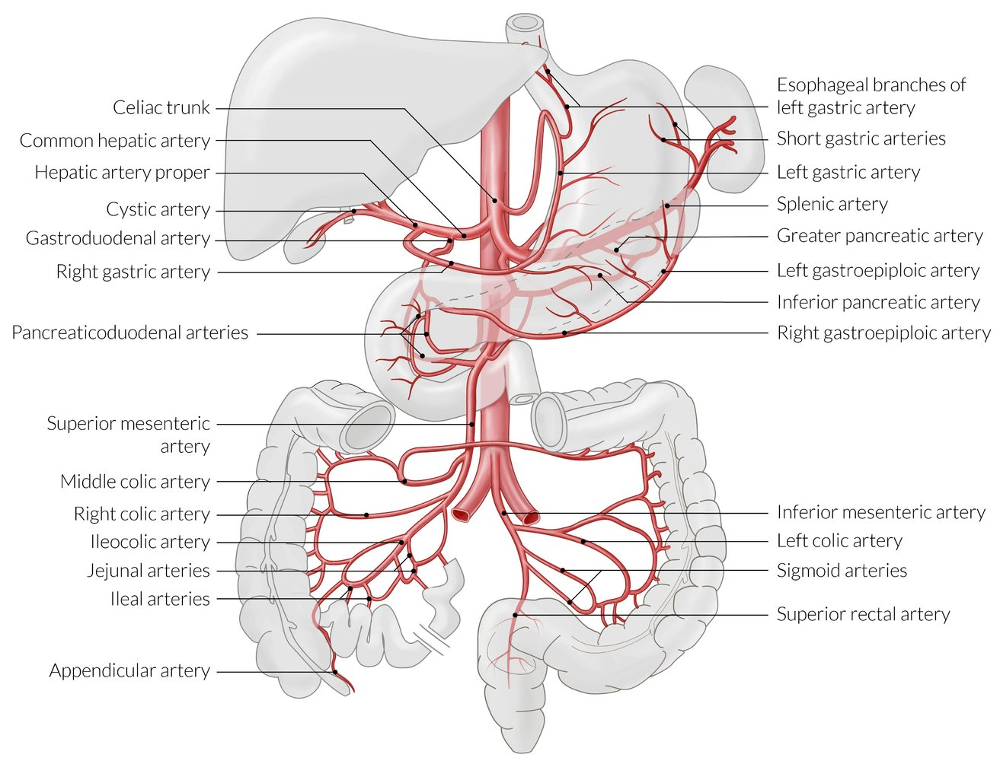 Celiac trunk
Common hepatic artery
Hepatic artery proper
Cystic artery
Gastroduodenal artery
Right gastric artery
Pancreaticoduodenal arteries
Superior mesenteric
artery
Middle colic artery
Right colic artery
Ileocolic artery
Jejunal arteries
Ileal arteries
Appendicular artery
Esophageal branches of
left gastric artery
Short gastric arteries
Left gastric artery
Splenic artery
Greater pancreatic artery
Left gastroepiploic artery
Inferior pancreatic artery
Right gastroepiploic artery
Inferior mesenteric artery
Left colic artery
Sigmoid arteries
Superior rectal artery